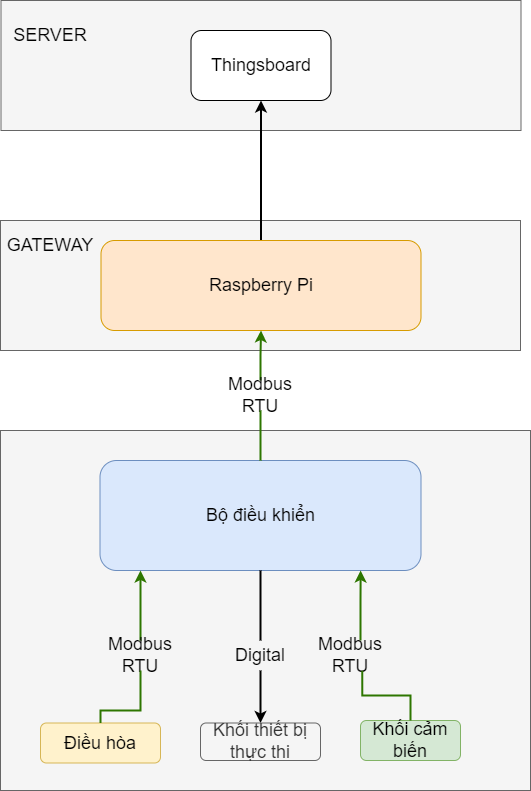 SERVER
Thingsboard
GATEWAY
Raspberry Pi
Modbus
RTU
Bộ điều khiển
Modbus
RTU
Digital
Modbus
RTU
Điều hòa
Khối thiết bị
thực thi
Khối cảm
biến